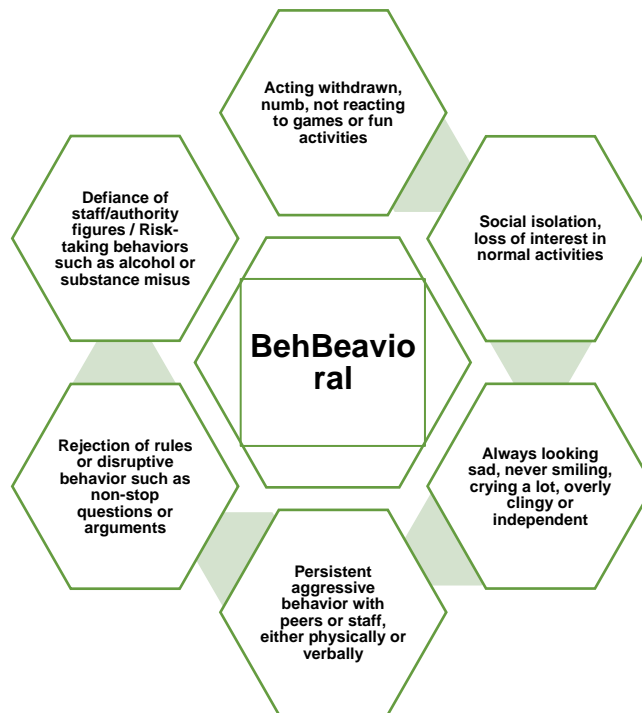 Acting withdrawn,
numb, not reacting
to games or fun
activities
Social isolation,
loss of interest in
normal activities
Always looking
sad, never smiling,
crying a lot, overly
clingy or
independent
Persistent
aggressive
behavior with
peers or staff,
either physically or
verbally
Rejection of rules
or disruptive
behavior such as
non-stop
questions or
arguments
Defiance of
staff/authority
figures / Risk-
taking behaviors
such as alcohol or
substance misus
BehBeavio
ral